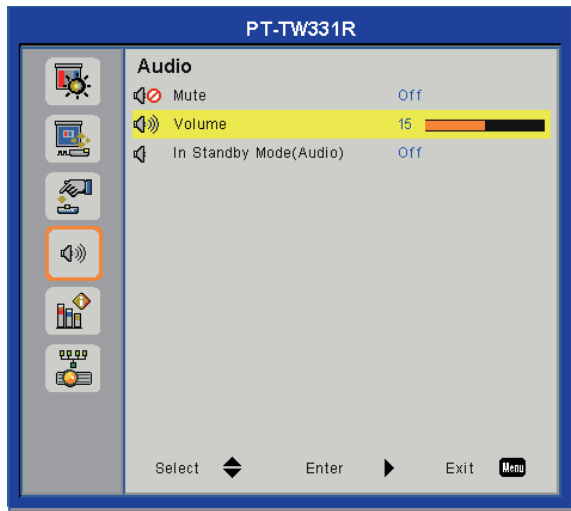 PT-TW331R
Audio
Mute Off
Volume 15
In Standby Mode(Audio) Off
Select Enter Exit Menu